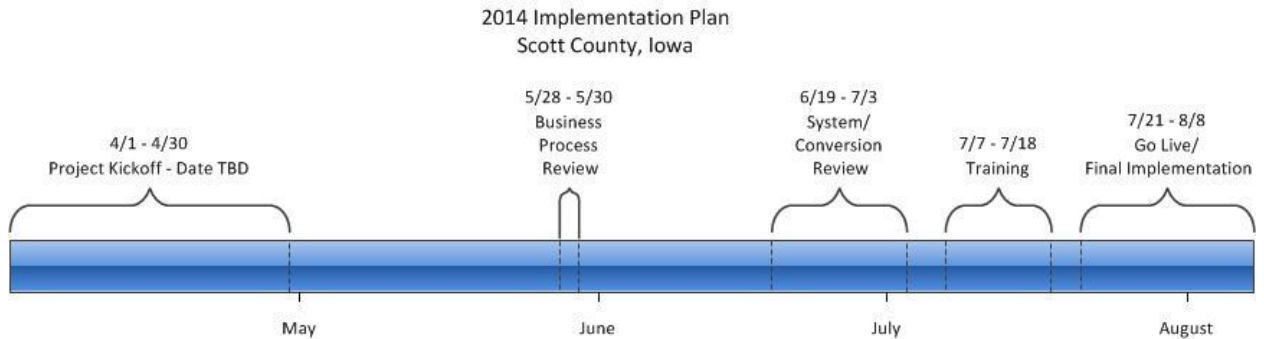 2014 Implementation Plan
Scott County, Iowa
4/1 - 4/30
Project Kickoff - Date TBD
5/28 - 5/30
Business
Process
Review
6/19 - 7/3
System/
Conversion
Review
7/7 - 7/18
Training
7/21 - 8/8
Go Live/
Final Implementation
May
June
July
August